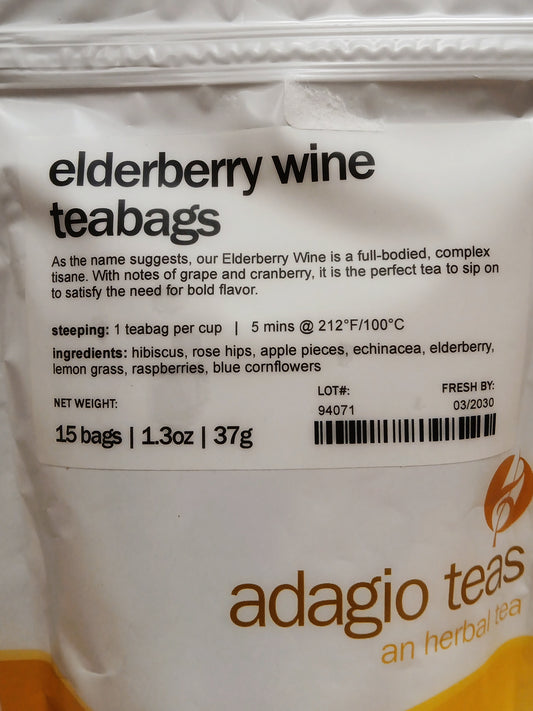 elderberry wine
teabags
As the name suggests, our Elderberry Wine is a full-bodied, complex
tisane. With notes of grape and cranberry, it is the perfect tea to sip on
to satisfy the need for bold flavor.
steeping: 1 teabag per cup | 5 mins @ 212°F/100°C
ingredients: hibiscus, rose hips, apple pieces, echinacea, elderberry,
lemon grass, raspberries, blue cornflowers
NET WEIGHT:
15 bags | 1.3oz | 37g
LOT#:
94071
FRESH BY:
03/2030
adagio teas
an herbal tea